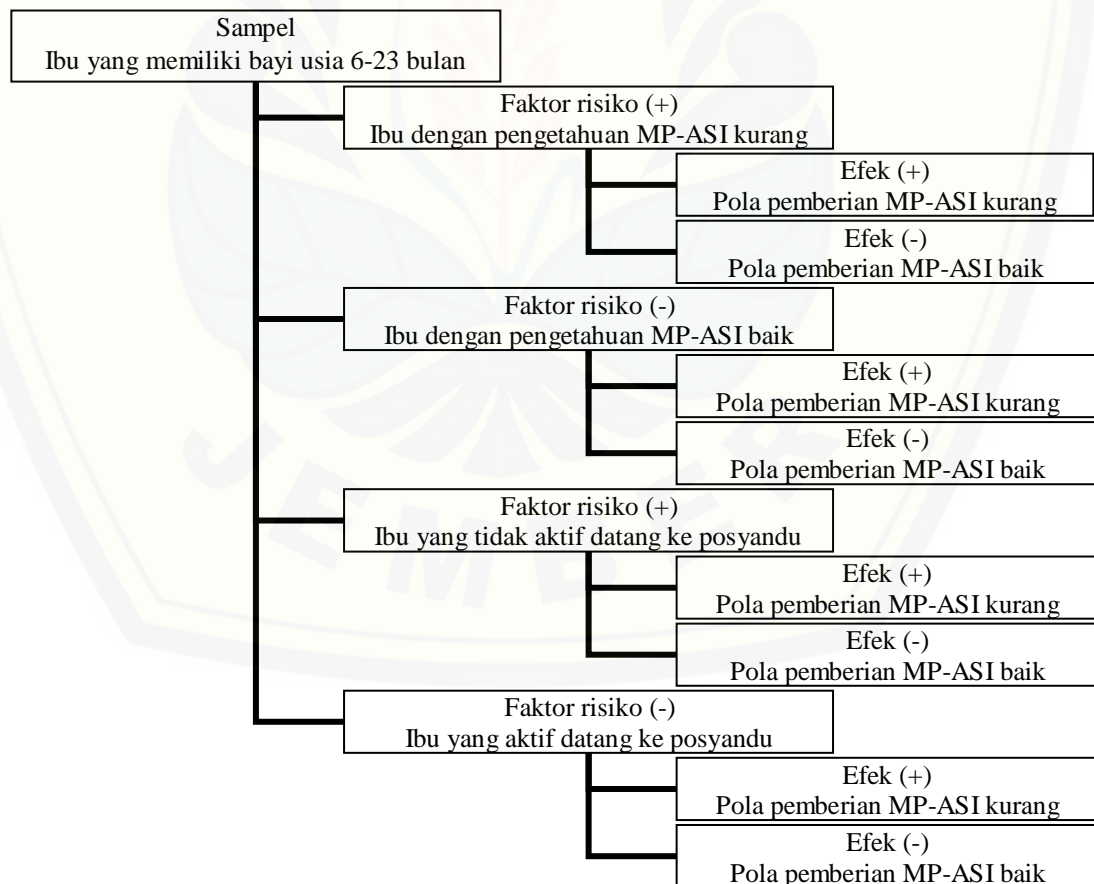 Sampel
Ibu yang memiliki bayi usia 6-23 bulan
Faktor risiko (+)
Ibu dengan pengetahuan MP-ASI kurang
Efek (+)
Pola pemberian MP-ASI kurang
Efek (-)
Pola pemberian MP-ASI baik
Faktor risiko (-)
Ibu dengan pengetahuan MP-ASI baik
Efek (+)
Pola pemberian MP-ASI kurang
Efek (-)
Pola pemberian MP-ASI baik
Faktor risiko (+)
Ibu yang tidak aktif datang ke posyandu
Efek (+)
Pola pemberian MP-ASI kurang
Efek (-)
Pola pemberian MP-ASI baik
Faktor risiko (-)
Ibu yang aktif datang ke posyandu
Efek (+)
Pola pemberian MP-ASI kurang
Efek (-)
Pola pemberian MP-ASI baik
JEMBER